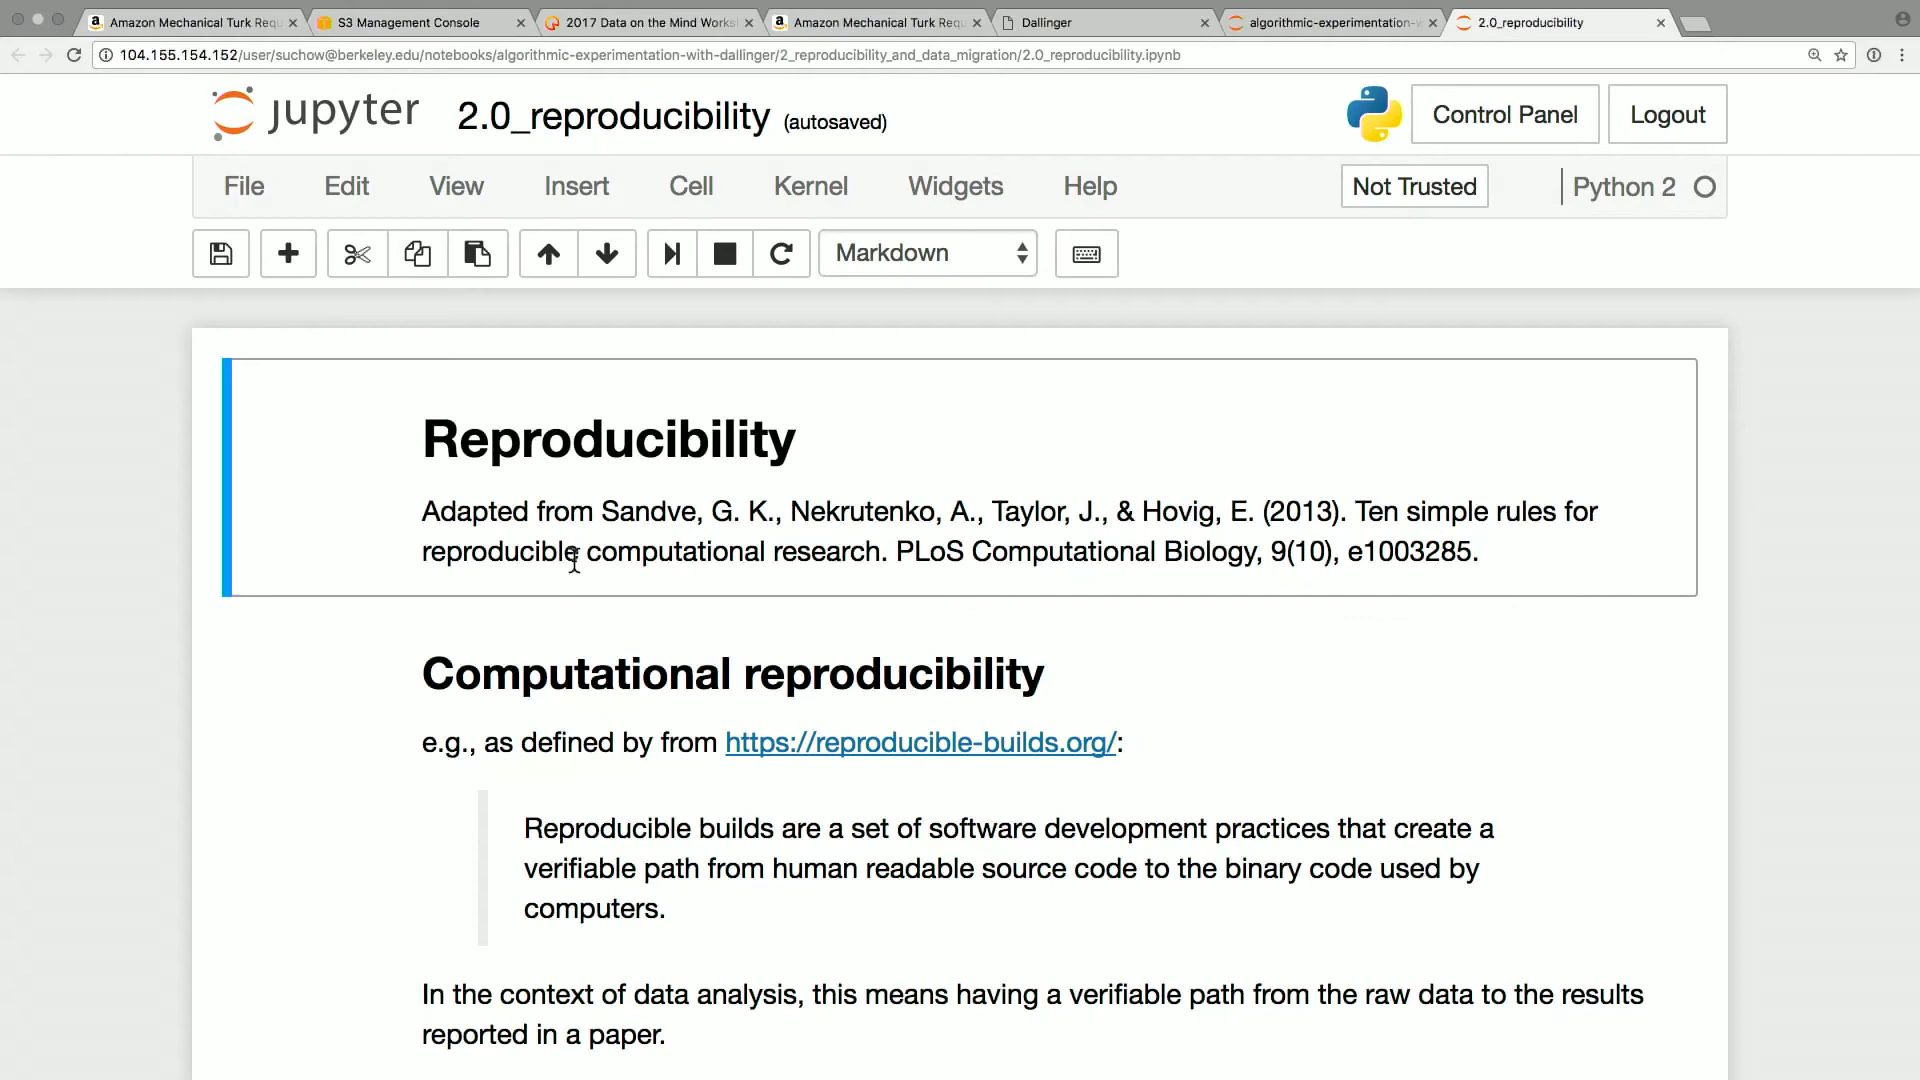 Amazon Mechanical Turk Requ
S3 Management Console
2017 Data on the Mind Works
Amazon Mechanical Turk Requ
Dallinger
algorithmic-experimentation-w
2.0_reproducibility
104.155.154.152/user/suchow@berkeley.edu/notebooks/algorithmic-experimentation-with-dallinger/2_reproducibility_and_data_migration/2.0_reproducibility.ipynb
jupyter 2.0_reproducibility (autosaved) Control Panel Logout
File Edit View Insert Cell Kernel Widgets Help Not Trusted Python 2
Markdown
Reproducibility
Adapted from Sandve, G. K., Nekrutenko, A., Taylor, J., & Hovig, E. (2013). Ten simple rules for
reproducible computational research. PLoS Computational Biology, 9(10), e1003285.
Computational reproducibility
e.g., as defined by from https://reproducible-builds.org/:
Reproducible builds are a set of software development practices that create a
verifiable path from human readable source code to the binary code used by
computers.
In the context of data analysis, this means having a verifiable path from the raw data to the results
reported in a paper.